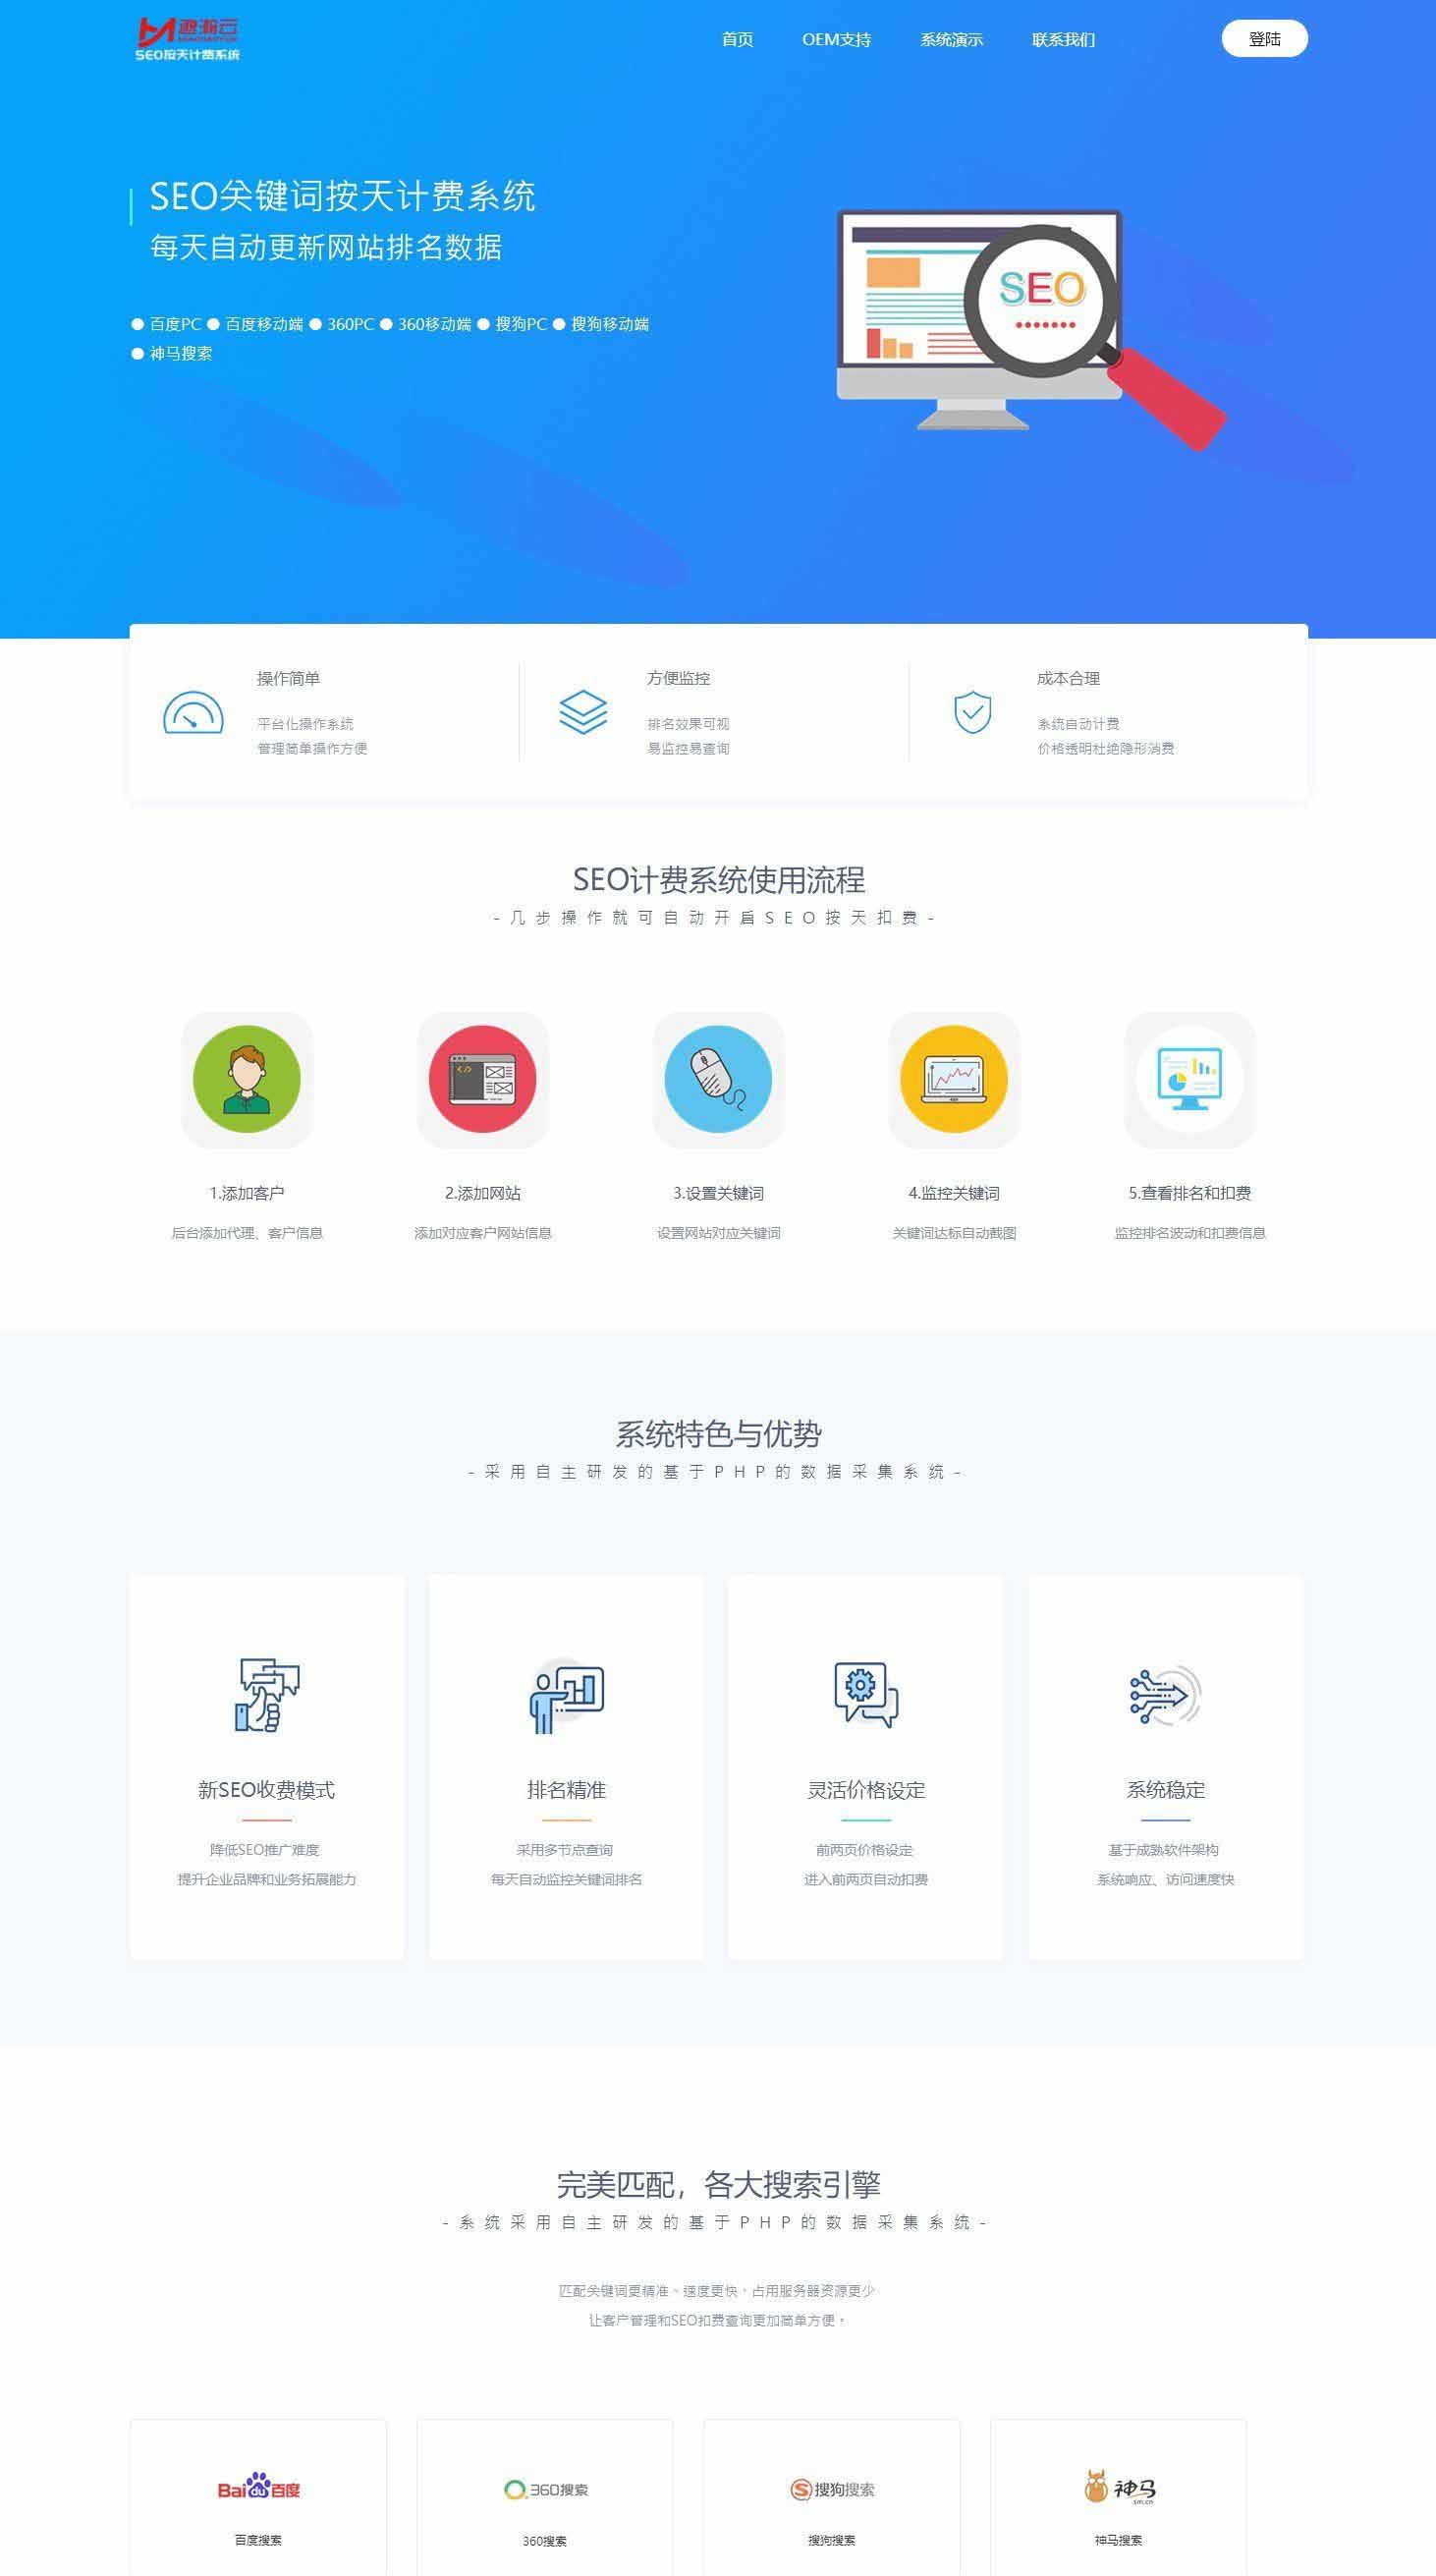 遨瀚云
SEO按天计费系统
首页 OEM支持 系统演示 联系我们 登陆
SEO关键词按天计费系统
每天自动更新网站排名数据
● 百度PC ● 百度移动端 ● 360PC ● 360移动端 ● 搜狗PC ● 搜狗移动端
● 神马搜索
SEO
操作简单 方便监控 成本合理
平台化操作系统 排名效果可视 系统自动计费
管理简单操作方便 易监控易查询 价格透明杜绝隐形消费
SEO计费系统使用流程
- 几步操作就可自动开启SEO按天扣费 -
1.添加客户 2.添加网站 3.设置关键词 4.监控关键词 5.查看排名和扣费
后台添加代理、客户信息 添加对应客户网站信息 设置网站对应关键词 关键词达标自动截图 监控排名波动和扣费信息
系统特色与优势
- 采用自主研发的基于PHP的数据采集系统 -
新SEO收费模式 排名精准 灵活价格设定 系统稳定
降低SEO推广难度 采用多节点查询 前两页价格设定 基于成熟软件架构
提升企业品牌和业务拓展能力 每天自动监控关键词排名 进入前两页自动扣费 系统响应、访问速度快
完美匹配，各大搜索引擎
- 系统采用自主研发的基于PHP的数据采集系统 -
匹配关键词更精准、速度更快、占用服务器资源更少
让客户管理和SEO扣费查询更加简单方便。
Bai du 百度 360搜索 S 搜狗搜索 神马 sm.cn
百度搜索 360搜索 搜狗搜索 神马搜索